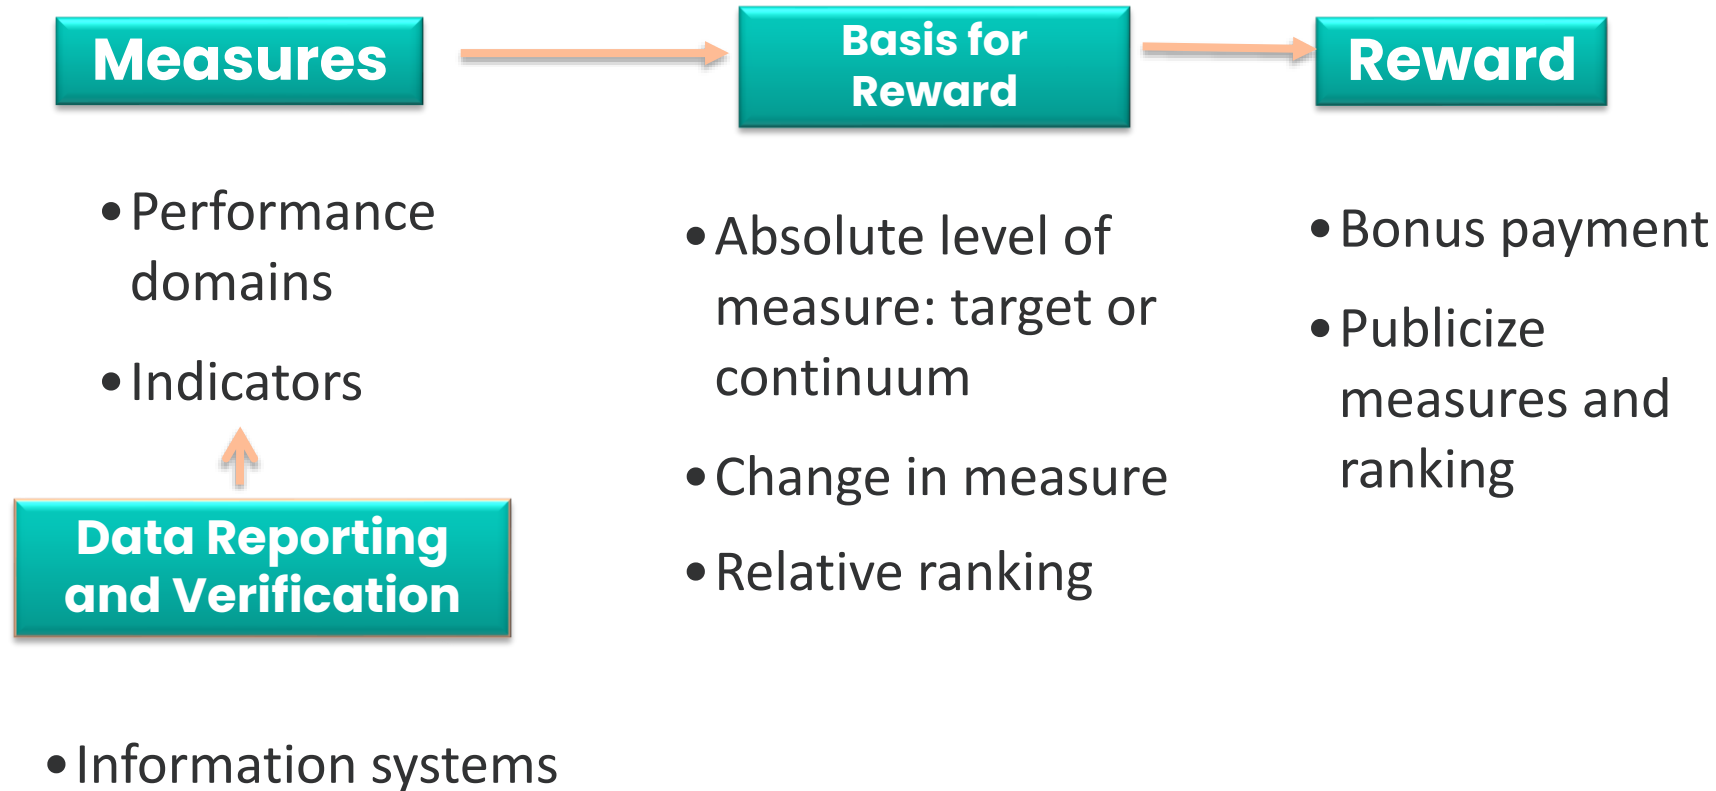 Measures
• Performance
domains
• Indicators
Data Reporting
and Verification
• Information systems
Basis for
Reward
• Absolute level of
measure: target or
continuum
• Change in measure
• Relative ranking
Reward
• Bonus payment
• Publicize
measures and
ranking